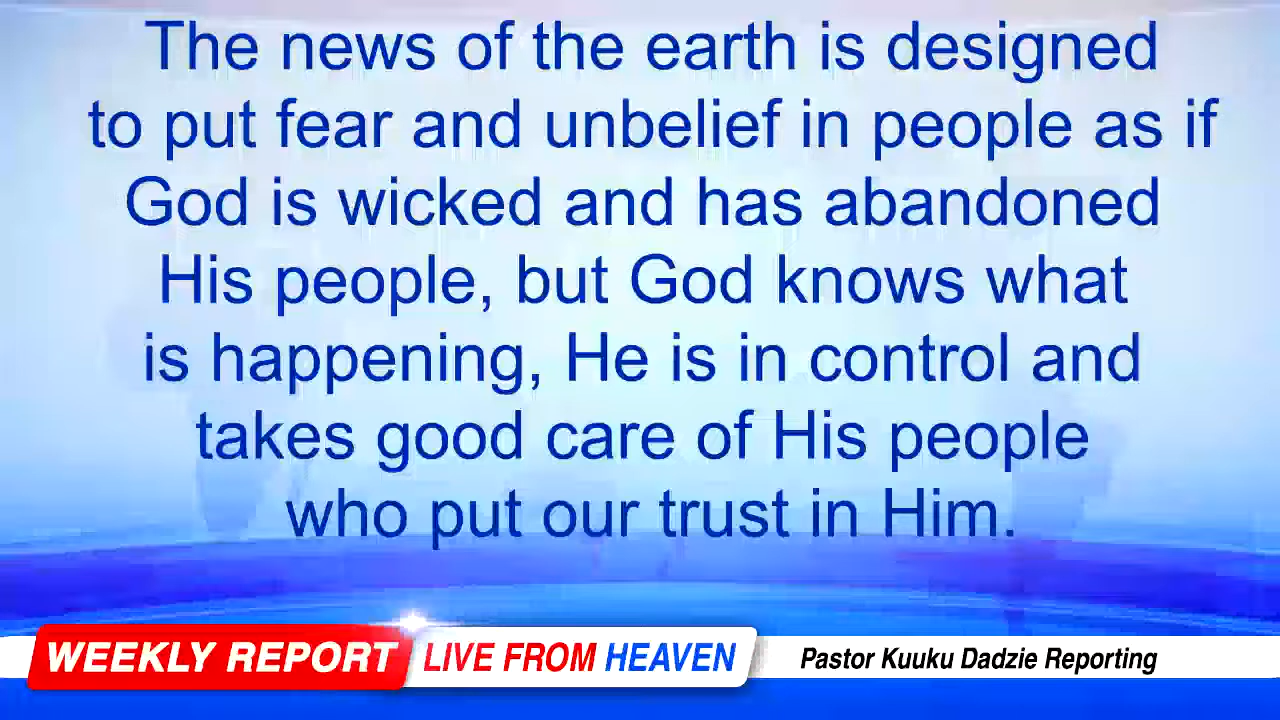 The news of the earth is designed
to put fear and unbelief in people as if
God is wicked and has abandoned
His people, but God knows what
is happening, He is in control and
takes good care of His people
who put our trust in Him.
WEEKLY REPORT LIVE FROM HEAVEN Pastor Kuuku Dadzie Reporting